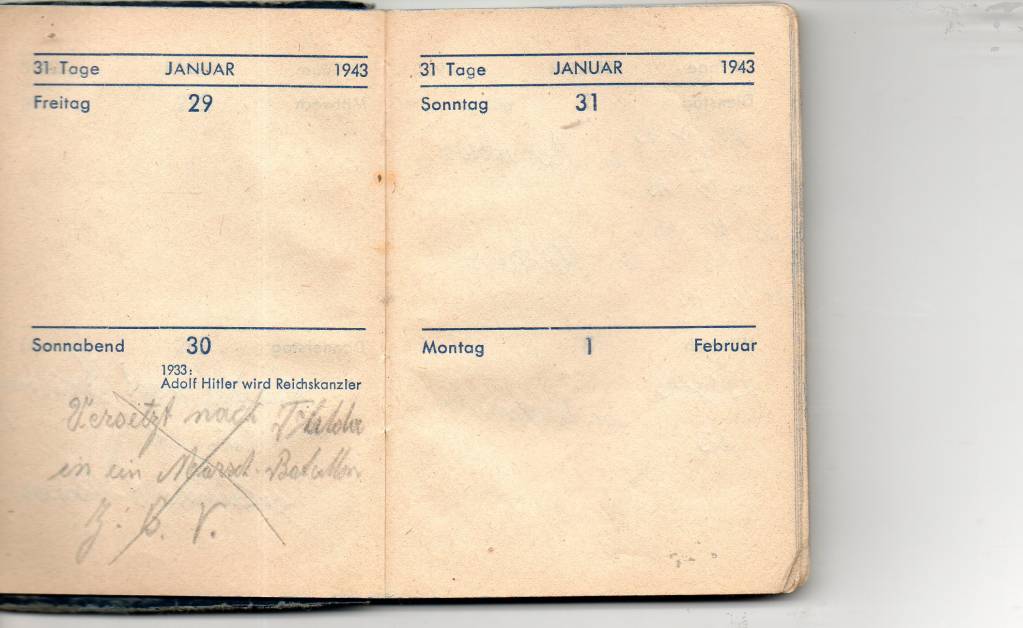 31 Tage JANUAR 1943
Freitag 29
Sonnabend 30
1933:
Adolf Hitler wird Reichskanzler
Versetzt nach
in ein Marsch-Batallon
z. b. V.
31 Tage JANUAR 1943
Sonntag 31
Montag 1 Februar